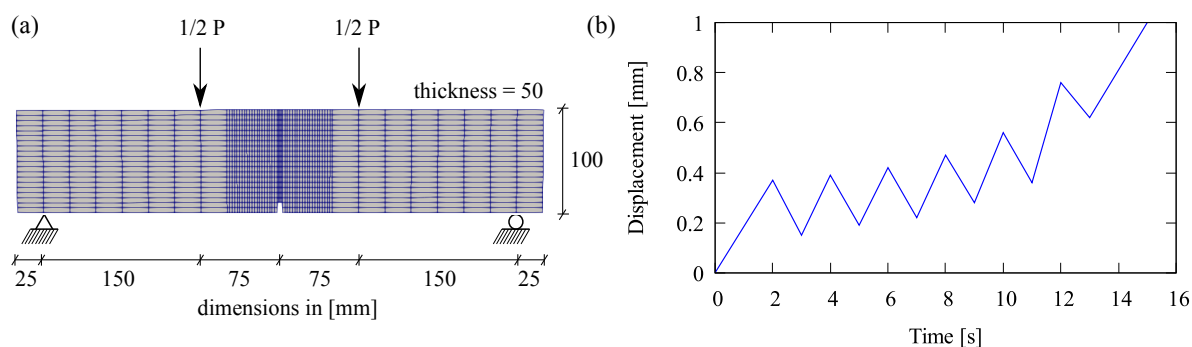 (a)
1/2 P 1/2 P
thickness = 50
100
25 150 75 75 150 25
dimensions in [mm]
(b)
Displacement [mm]
1
0.8
0.6
0.4
0.2
0
0 2 4 6 8 10 12 14 16
Time [s]